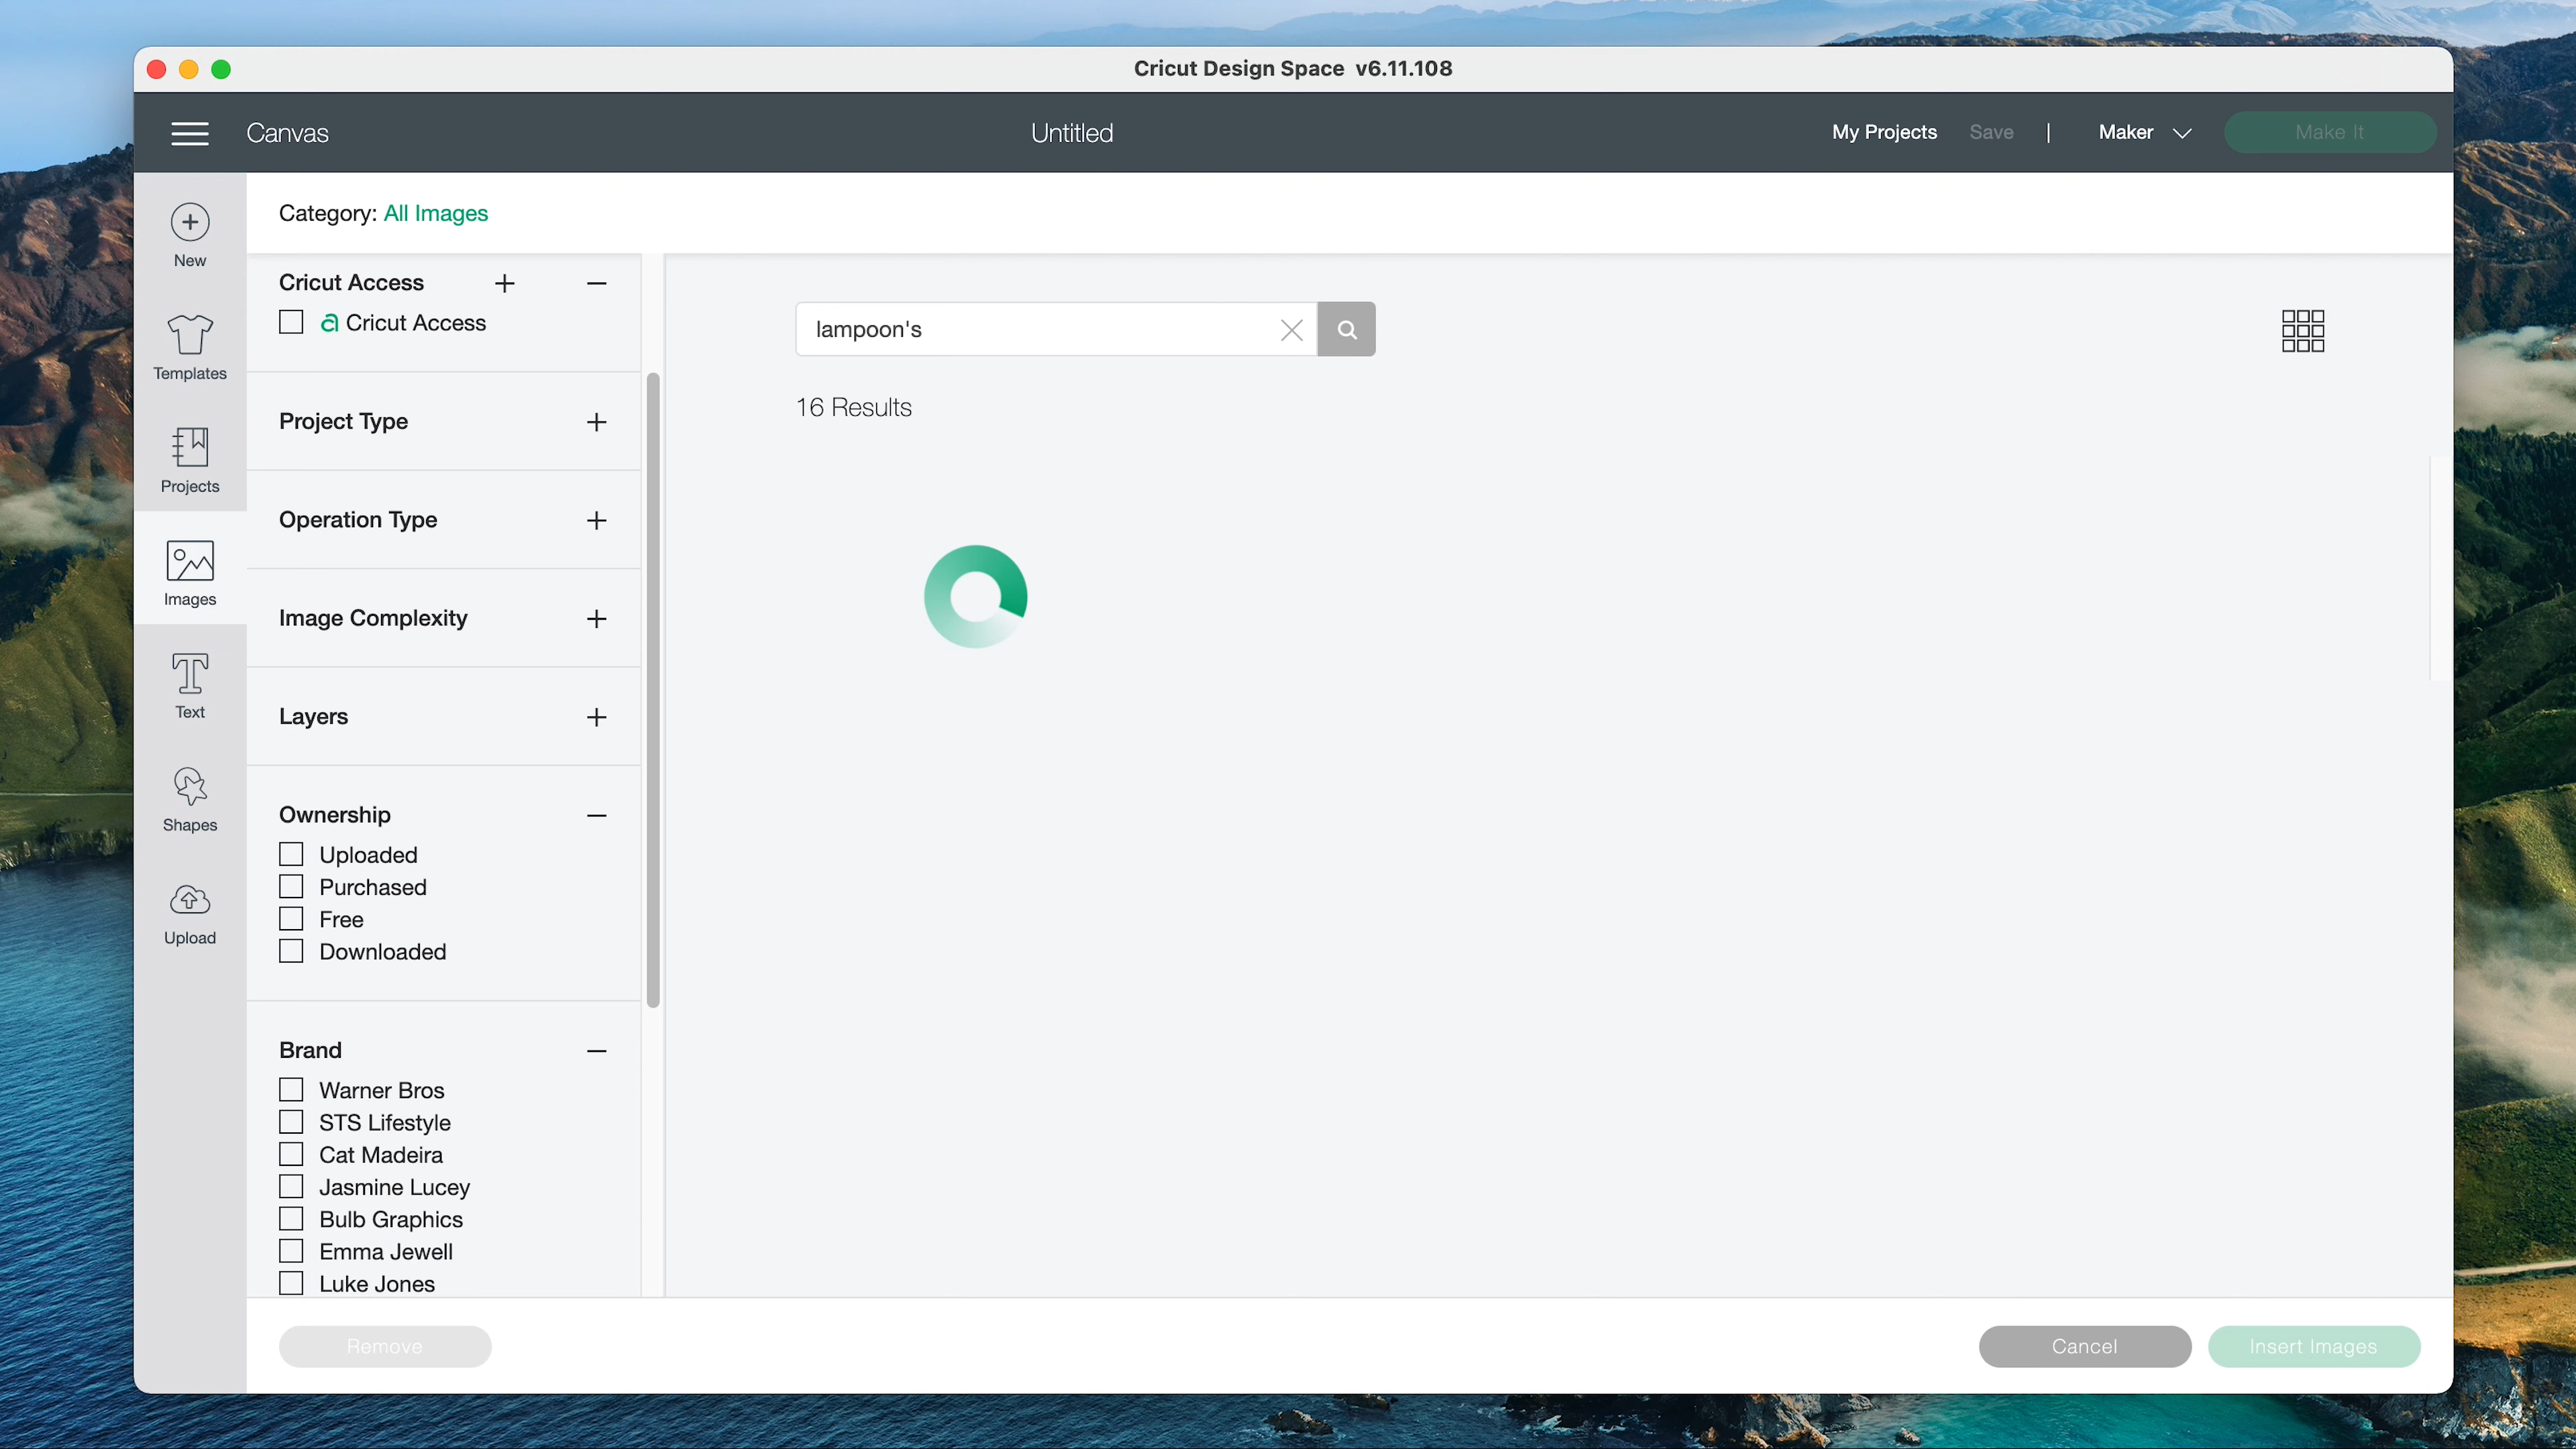 Cricut Design Space v6.11.108
Canvas
Untitled
My Projects Save | Maker Make It
New
Templates
Projects
Images
Text
Shapes
Upload
Category: All Images
Cricut Access
Cricut Access
Project Type
Operation Type
Image Complexity
Layers
Ownership
Uploaded
Purchased
Free
Downloaded
Brand
Warner Bros
STS Lifestyle
Cat Madeira
Jasmine Lucey
Bulb Graphics
Emma Jewell
Luke Jones
lampoon's
16 Results
Remove
Cancel
Insert Images